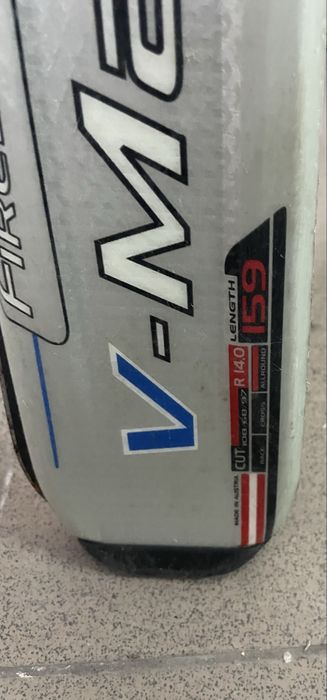 V-Ma
FIRE
LENGTH 159
R 14.0 ALLROUND
CUT 108/68/97 CROSS
RACE
MADE IN AUSTRIA